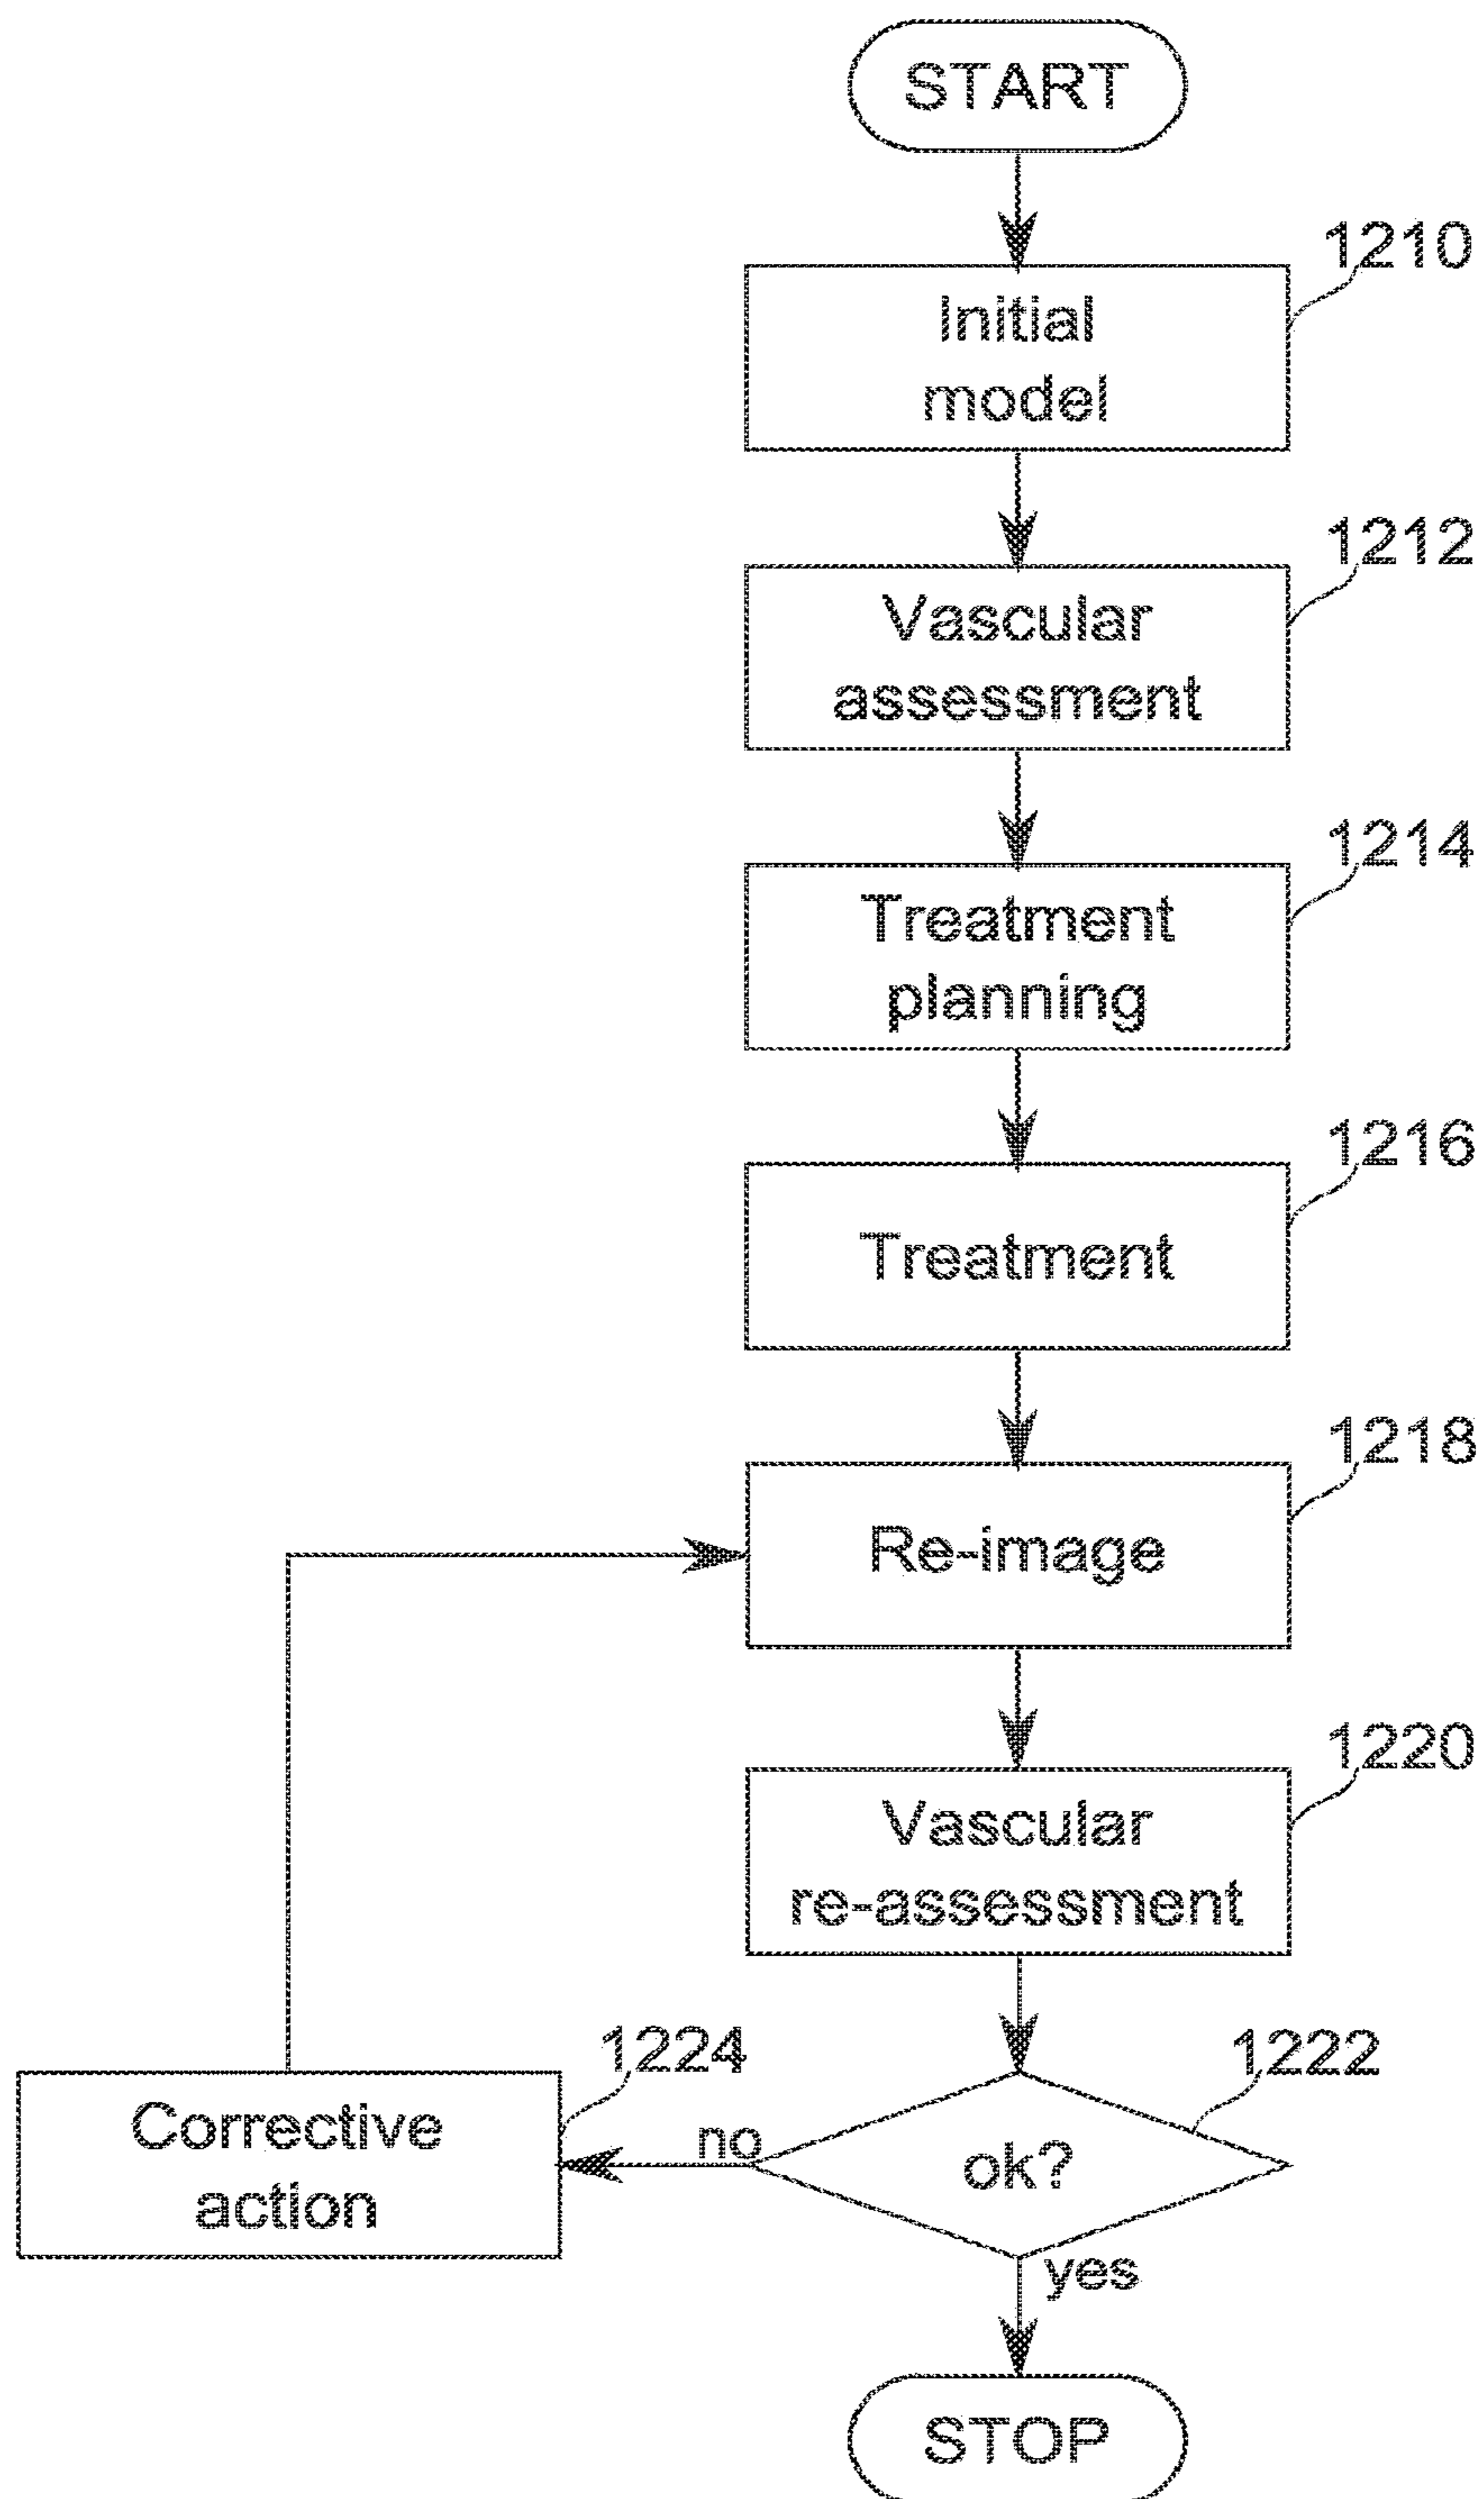 START
1210
Initial
model
1212
Vascular
assessment
1214
Treatment
planning
1216
Treatment
1218
Re-image
1220
Vascular
re-assessment
1224
1222
Corrective
action
no
ok?
yes
STOP